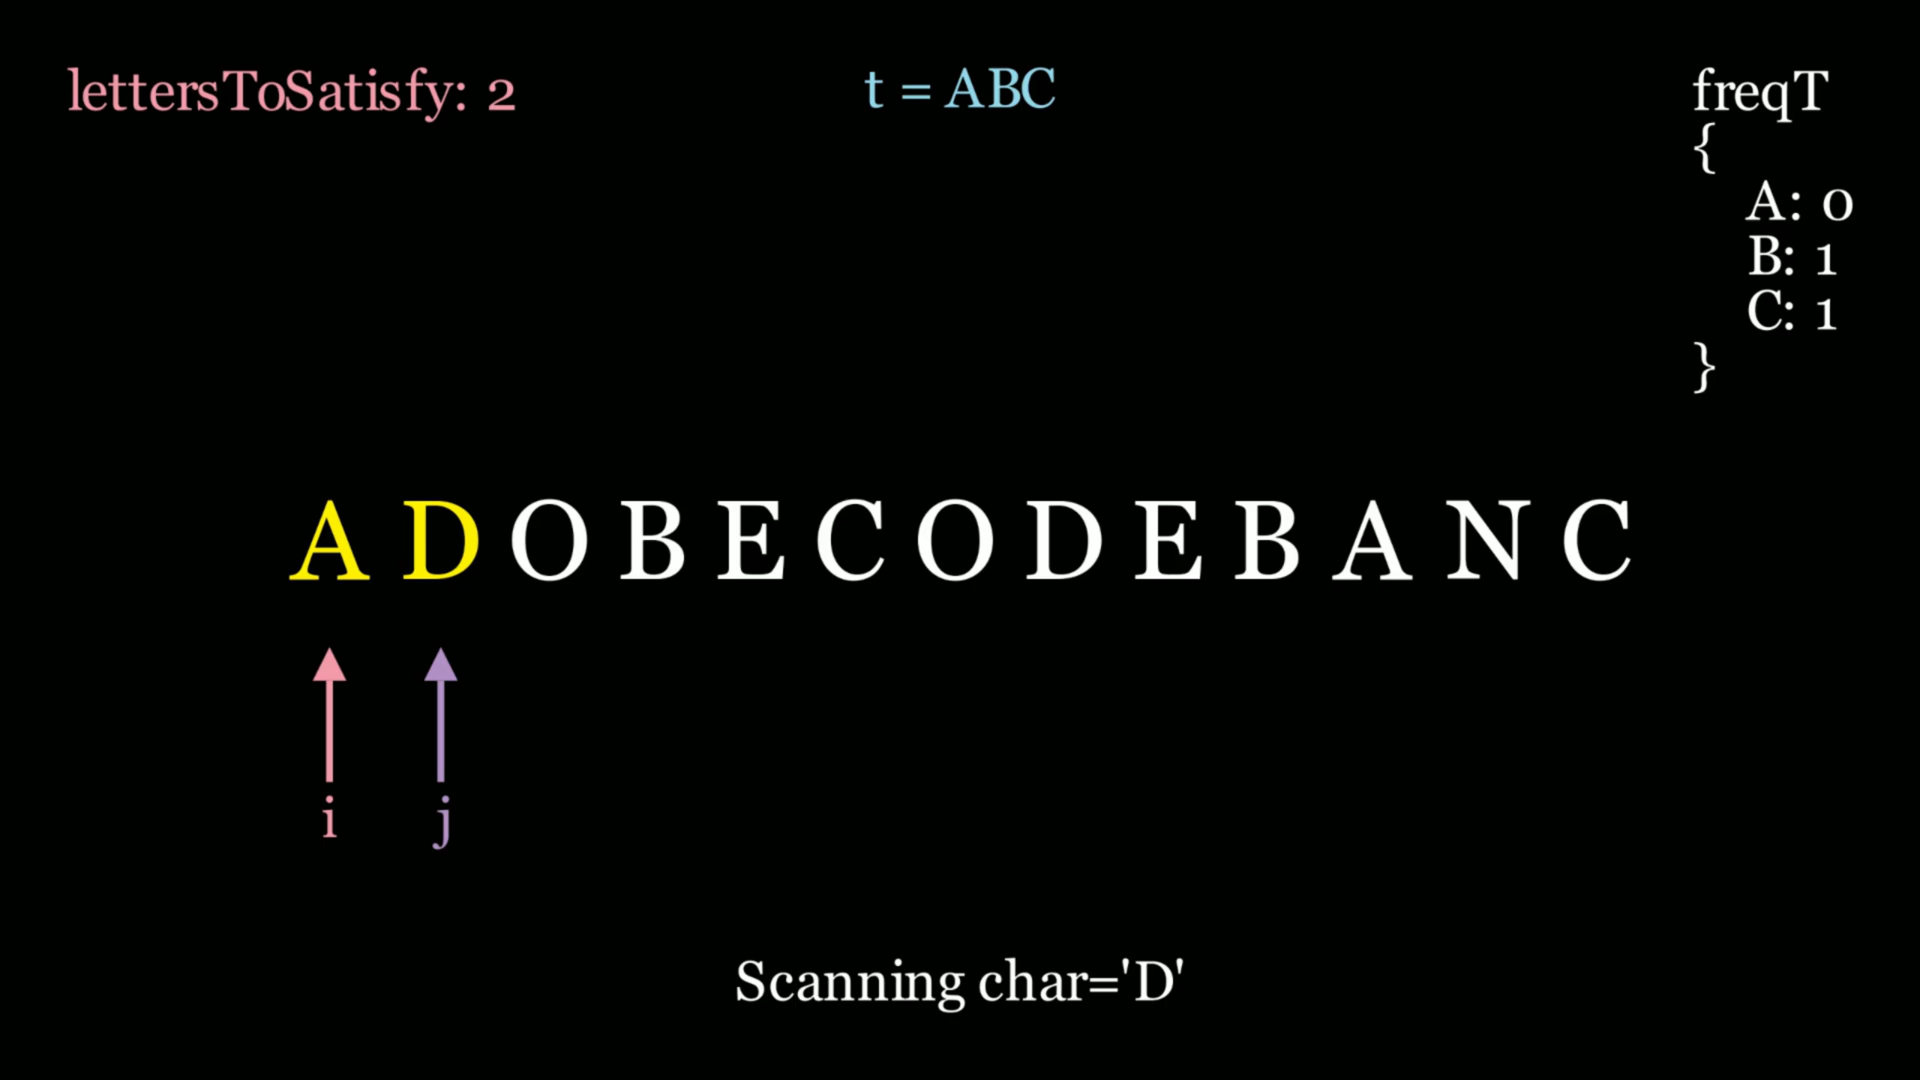 lettersToSatisfy: 2
t = ABC
freqT
{
A: 0
B: 1
C: 1
}
A D O B E C O D E B A N C
i j
Scanning char='D'